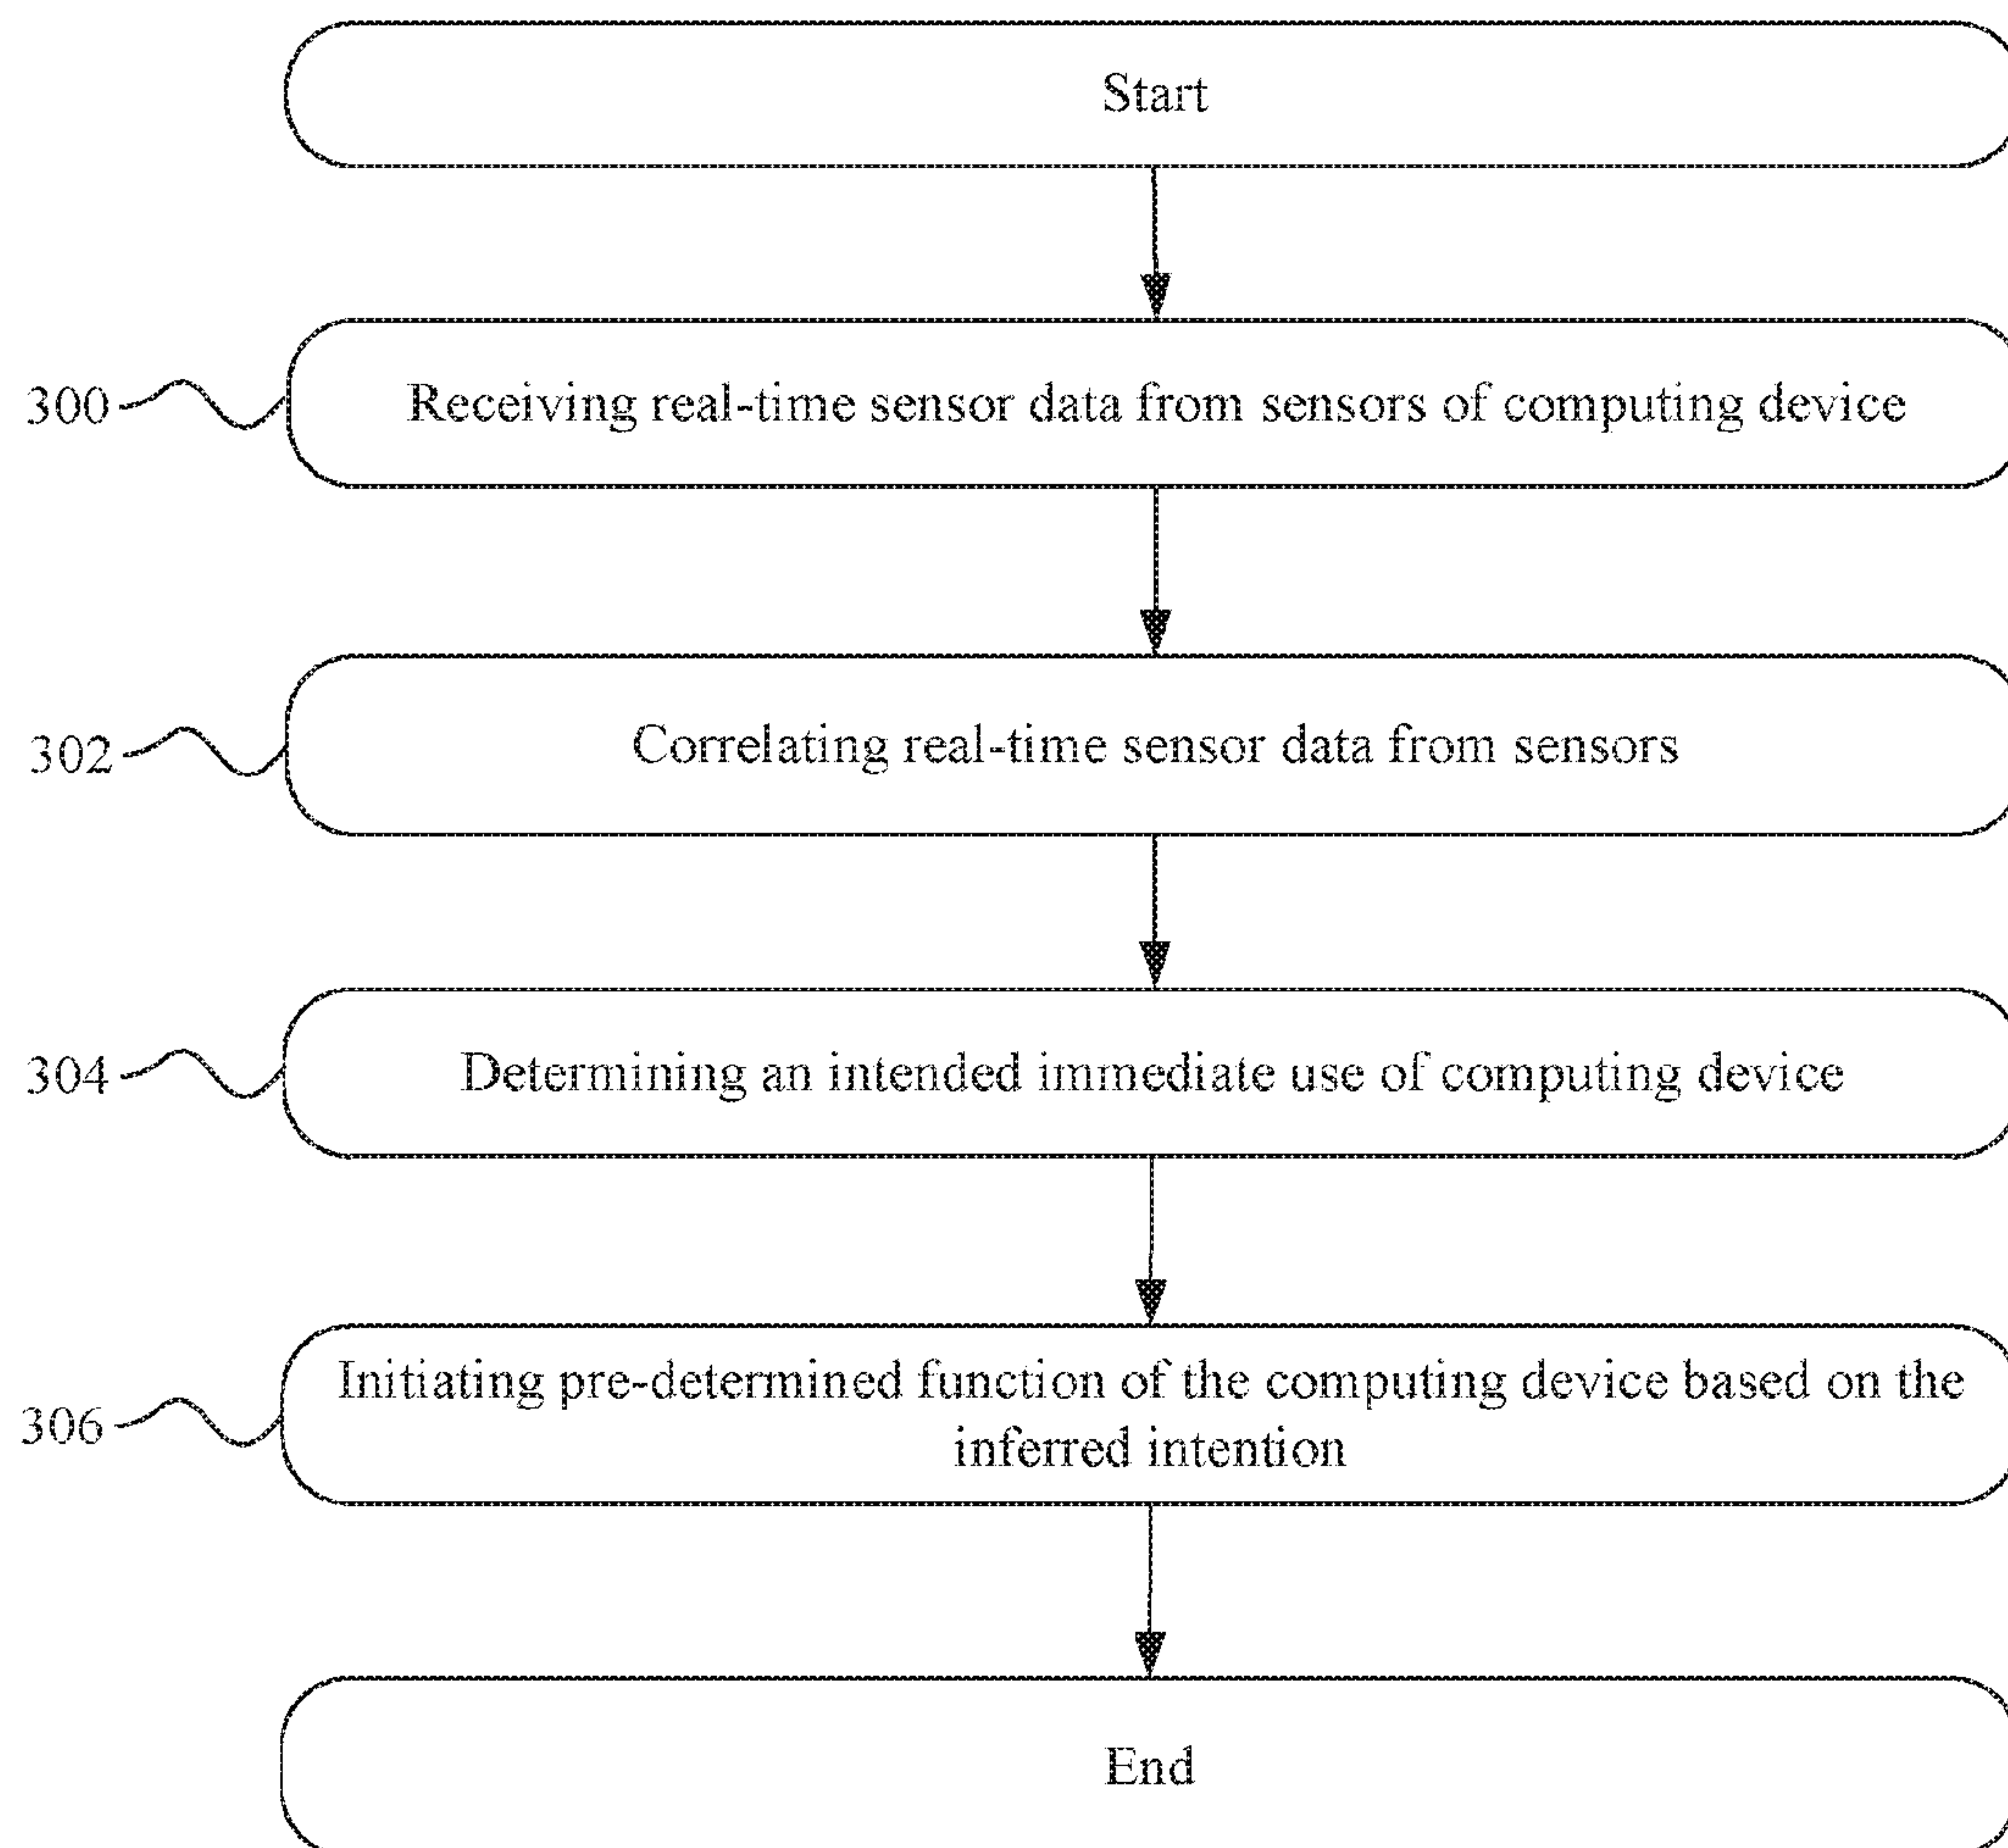 Start
300
Receiving real-time sensor data from sensors of computing device
302
Correlating real-time sensor data from sensors
304
Determining an intended immediate use of computing device
306
Initiating pre-determined function of the computing device based on the
inferred intention
End